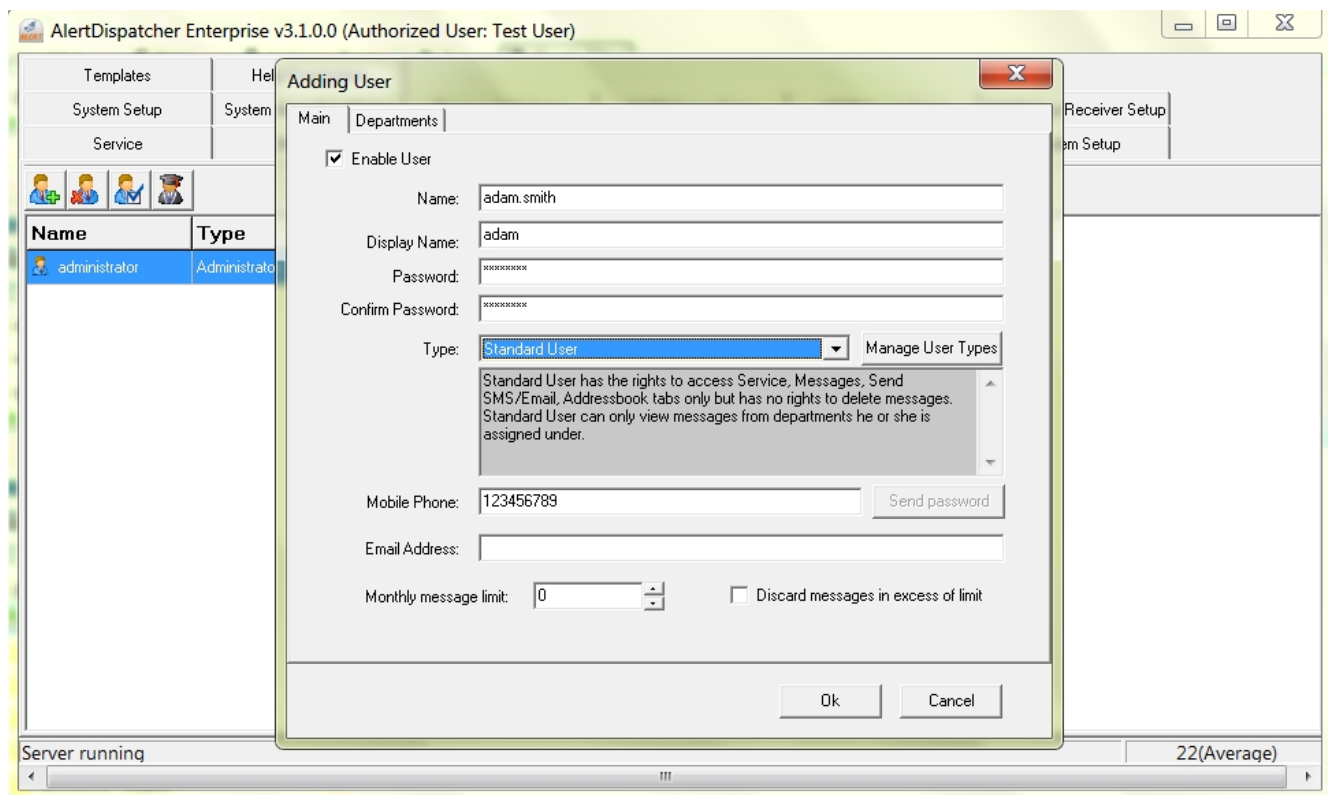 AlertDispatcher Enterprise v3.1.0.0 (Authorized User: Test User)
Templates
System Setup
System
Receiver Setup
Service
Setup
Name Type
administrator
Adding User
Main Departments
Enable User
Name: adam.smith
Display Name: adam
Password: ********
Confirm Password: ********
Type: Standard User Manage User Types
Standard User has the rights to access Service, Messages, Send
SMS/Email, Addressbook tabs only but has no rights to delete messages.
Standard User can only view messages from departments he or she is
assigned under.
Mobile Phone: 123456789 Send password
Email Address:
Monthly message limit: 0 Discard messages in excess of limit
Ok Cancel
Server running 22(Average)